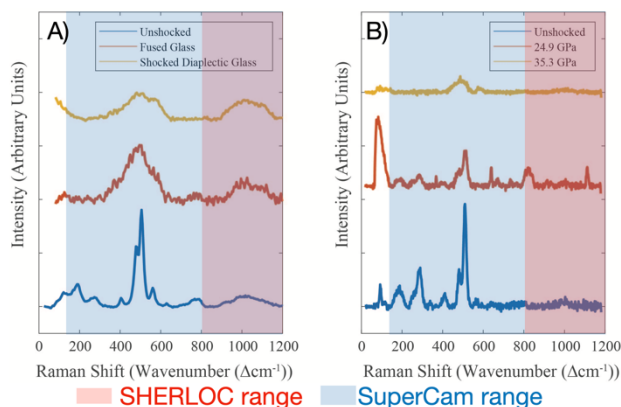 A)
Unshocked
Fused Glass
Shocked Diaplectic Glass
Intensity (Arbitrary Units)
0 200 400 600 800 1000 1200
Raman Shift (Wavenumber (Δcm⁻¹))
B)
Unshocked
24.9 GPa
35.3 GPa
Intensity (Arbitrary Units)
0 200 400 600 800 1000 1200
Raman Shift (Wavenumber (Δcm⁻¹))
SHERLOC range
SuperCam range